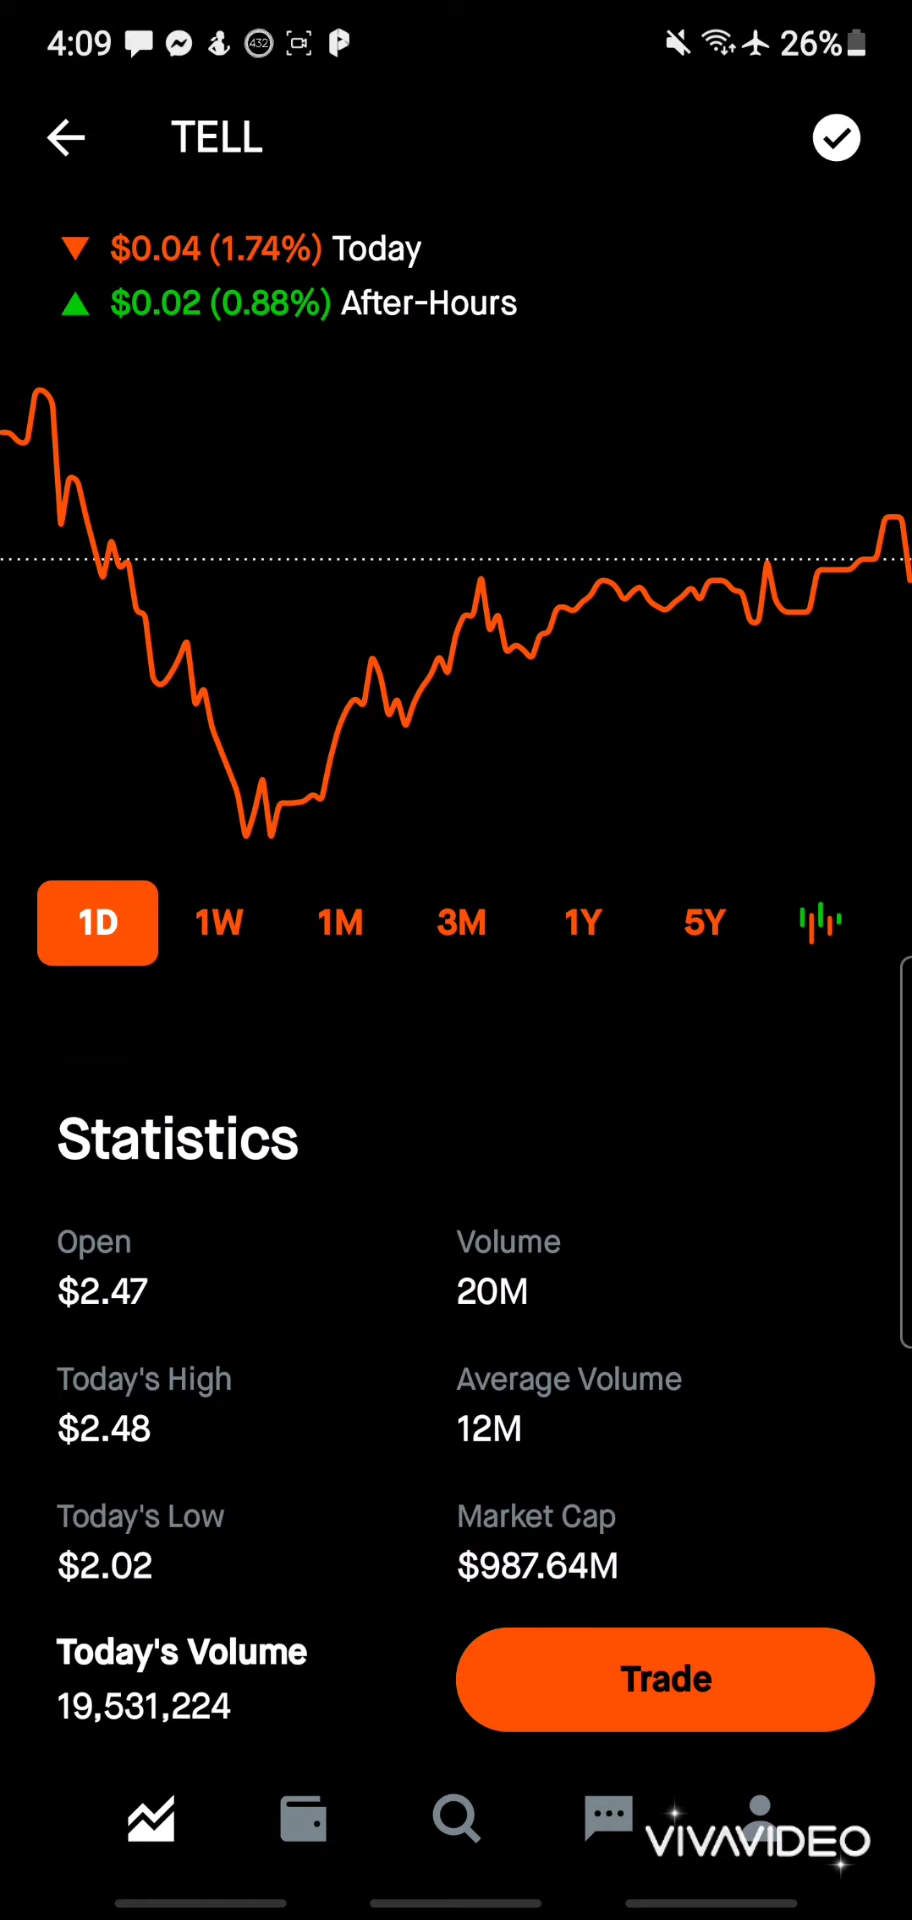 4:09 432 26%
TELL
▼ $0.04 (1.74%) Today
▲ $0.02 (0.88%) After-Hours
1D 1W 1M 3M 1Y 5Y
Statistics
Open Volume
$2.47 20M
Today's High Average Volume
$2.48 12M
Today's Low Market Cap
$2.02 $987.64M
Today's Volume
19,531,224
Trade
VIVAVIDEO